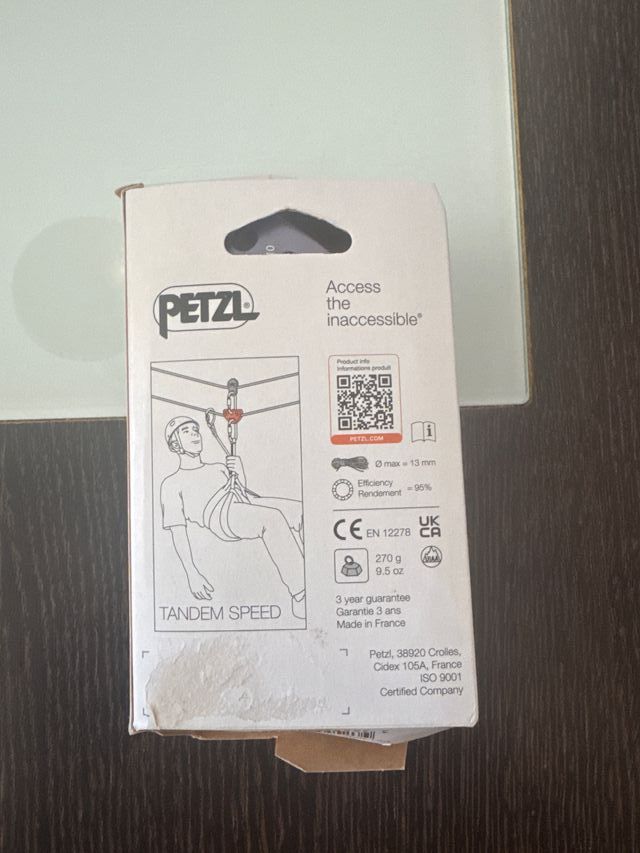 PETZL®
Access
the
inaccessible®
Product info
Informations produit
PETZL.COM
Ø max = 13 mm
Efficiency
Rendement = 95%
CE EN 12278 UK
CA
UIAA
270 g
9.5 oz
3 year guarantee
Garantie 3 ans
Made in France
TANDEM SPEED
Petzl, 38920 Crolles,
Cidex 105A, France
ISO 9001
Certified Company